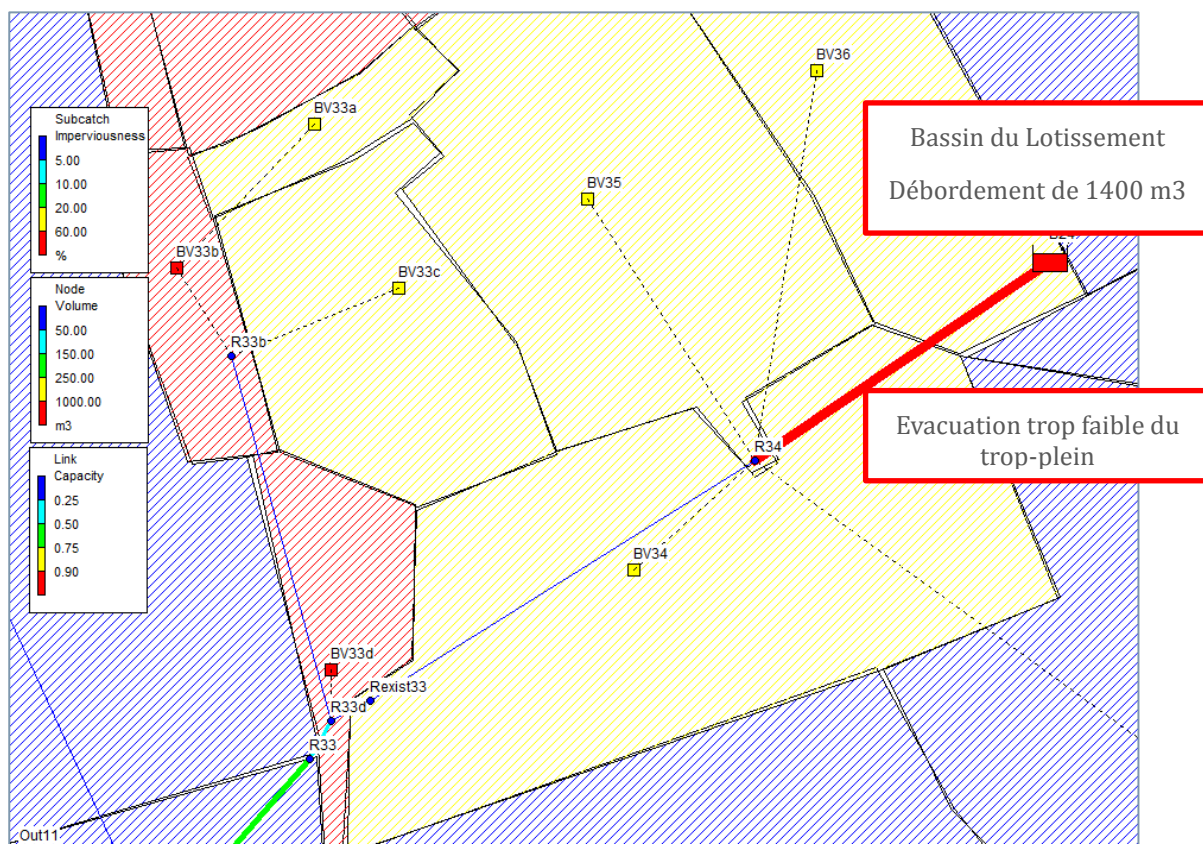 BV36
BV33a
Subcatch
Imperviousness
5.00
10.00
20.00
60.00
%
Bassin du Lotissement
Débordement de 1400 m3
BV35
BV33b
BV33c
Node
Volume
50.00
150.00
250.00
1000.00
m3
R33b
Evacuation trop faible du
trop-plein
R34
Link
Capacity
0.25
0.50
0.75
0.90
BV34
BV33d
Rexist33
R33d
R33
Out11